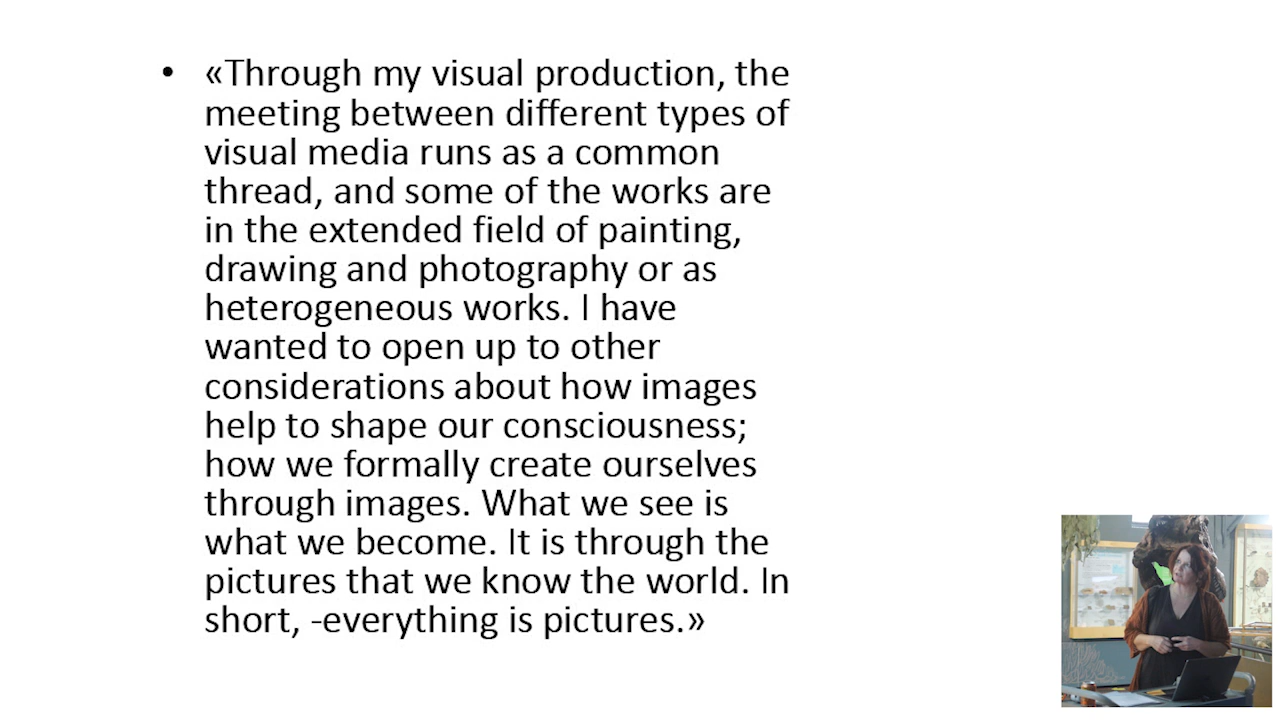 • «Through my visual production, the
meeting between different types of
visual media runs as a common
thread, and some of the works are
in the extended field of painting,
drawing and photography or as
heterogeneous works. I have
wanted to open up to other
considerations about how images
help to shape our consciousness;
how we formally create ourselves
through images. What we see is
what we become. It is through the
pictures that we know the world. In
short, -everything is pictures.»